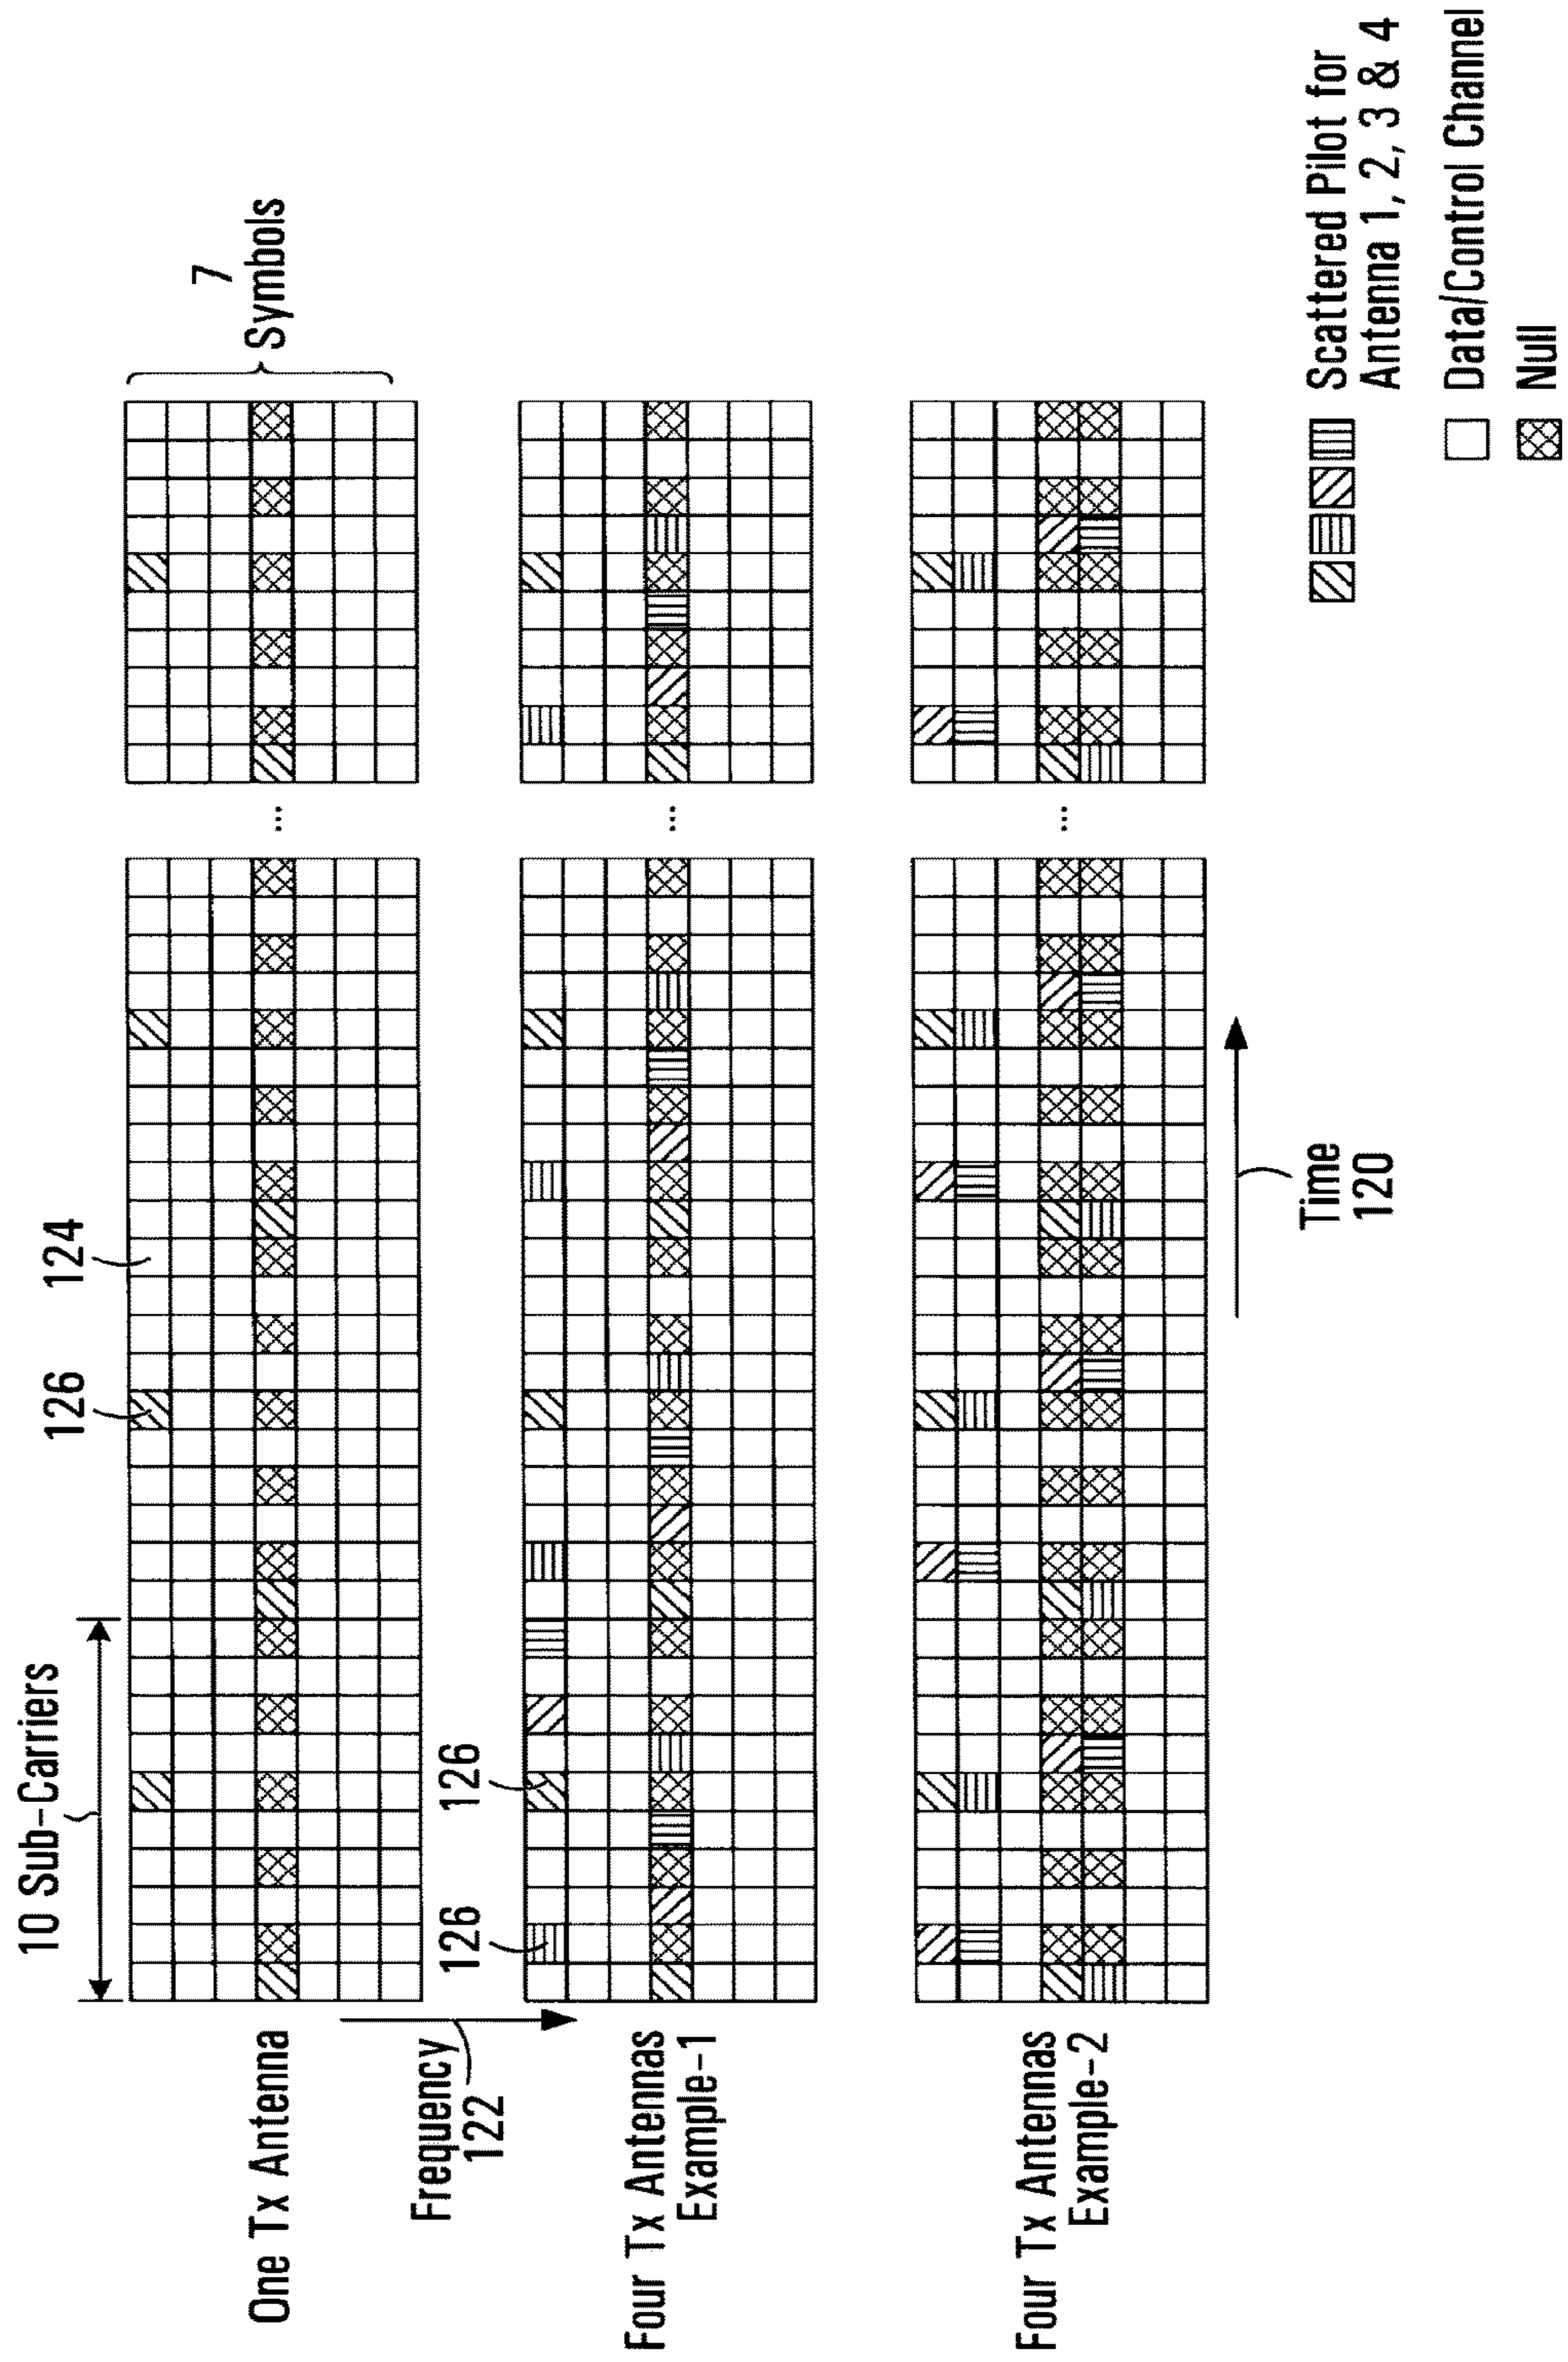 10 Sub-Carriers
126
124
7
Symbols
One Tx Antenna
...
Frequency
122
126
126
Four Tx Antennas
Example-1
...
Four Tx Antennas
Example-2
...
Time
120
Scattered Pilot for
Antenna 1, 2, 3 & 4
Data/Control Channel
Null